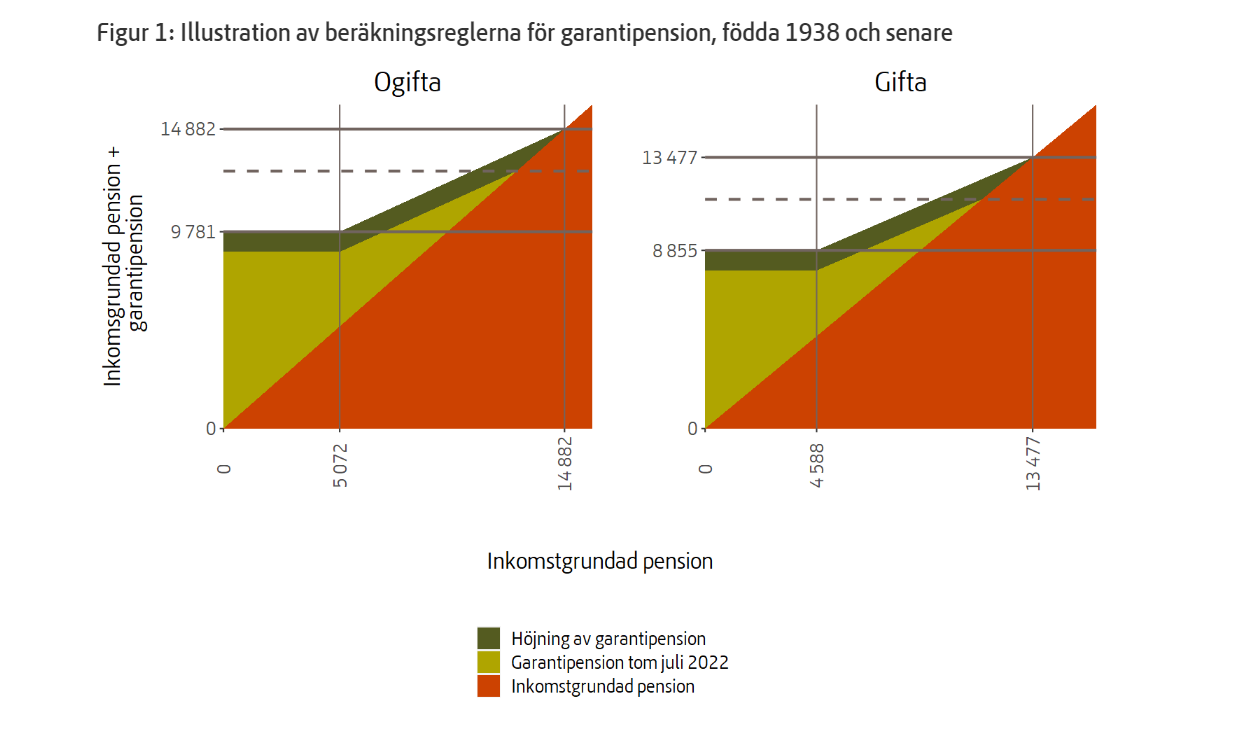 Figur 1: Illustration av beräkningsreglerna för garantipension, födda 1938 och senare
Ogifta
Inkomsgrundad pension +
garantipension
14 882
9 781
0
0
5 072
14 882
Gifta
13 477
8 855
0
0
4 588
13 477
Inkomstgrundad pension
Höjning av garantipension
Garantipension tom juli 2022
Inkomstgrundad pension